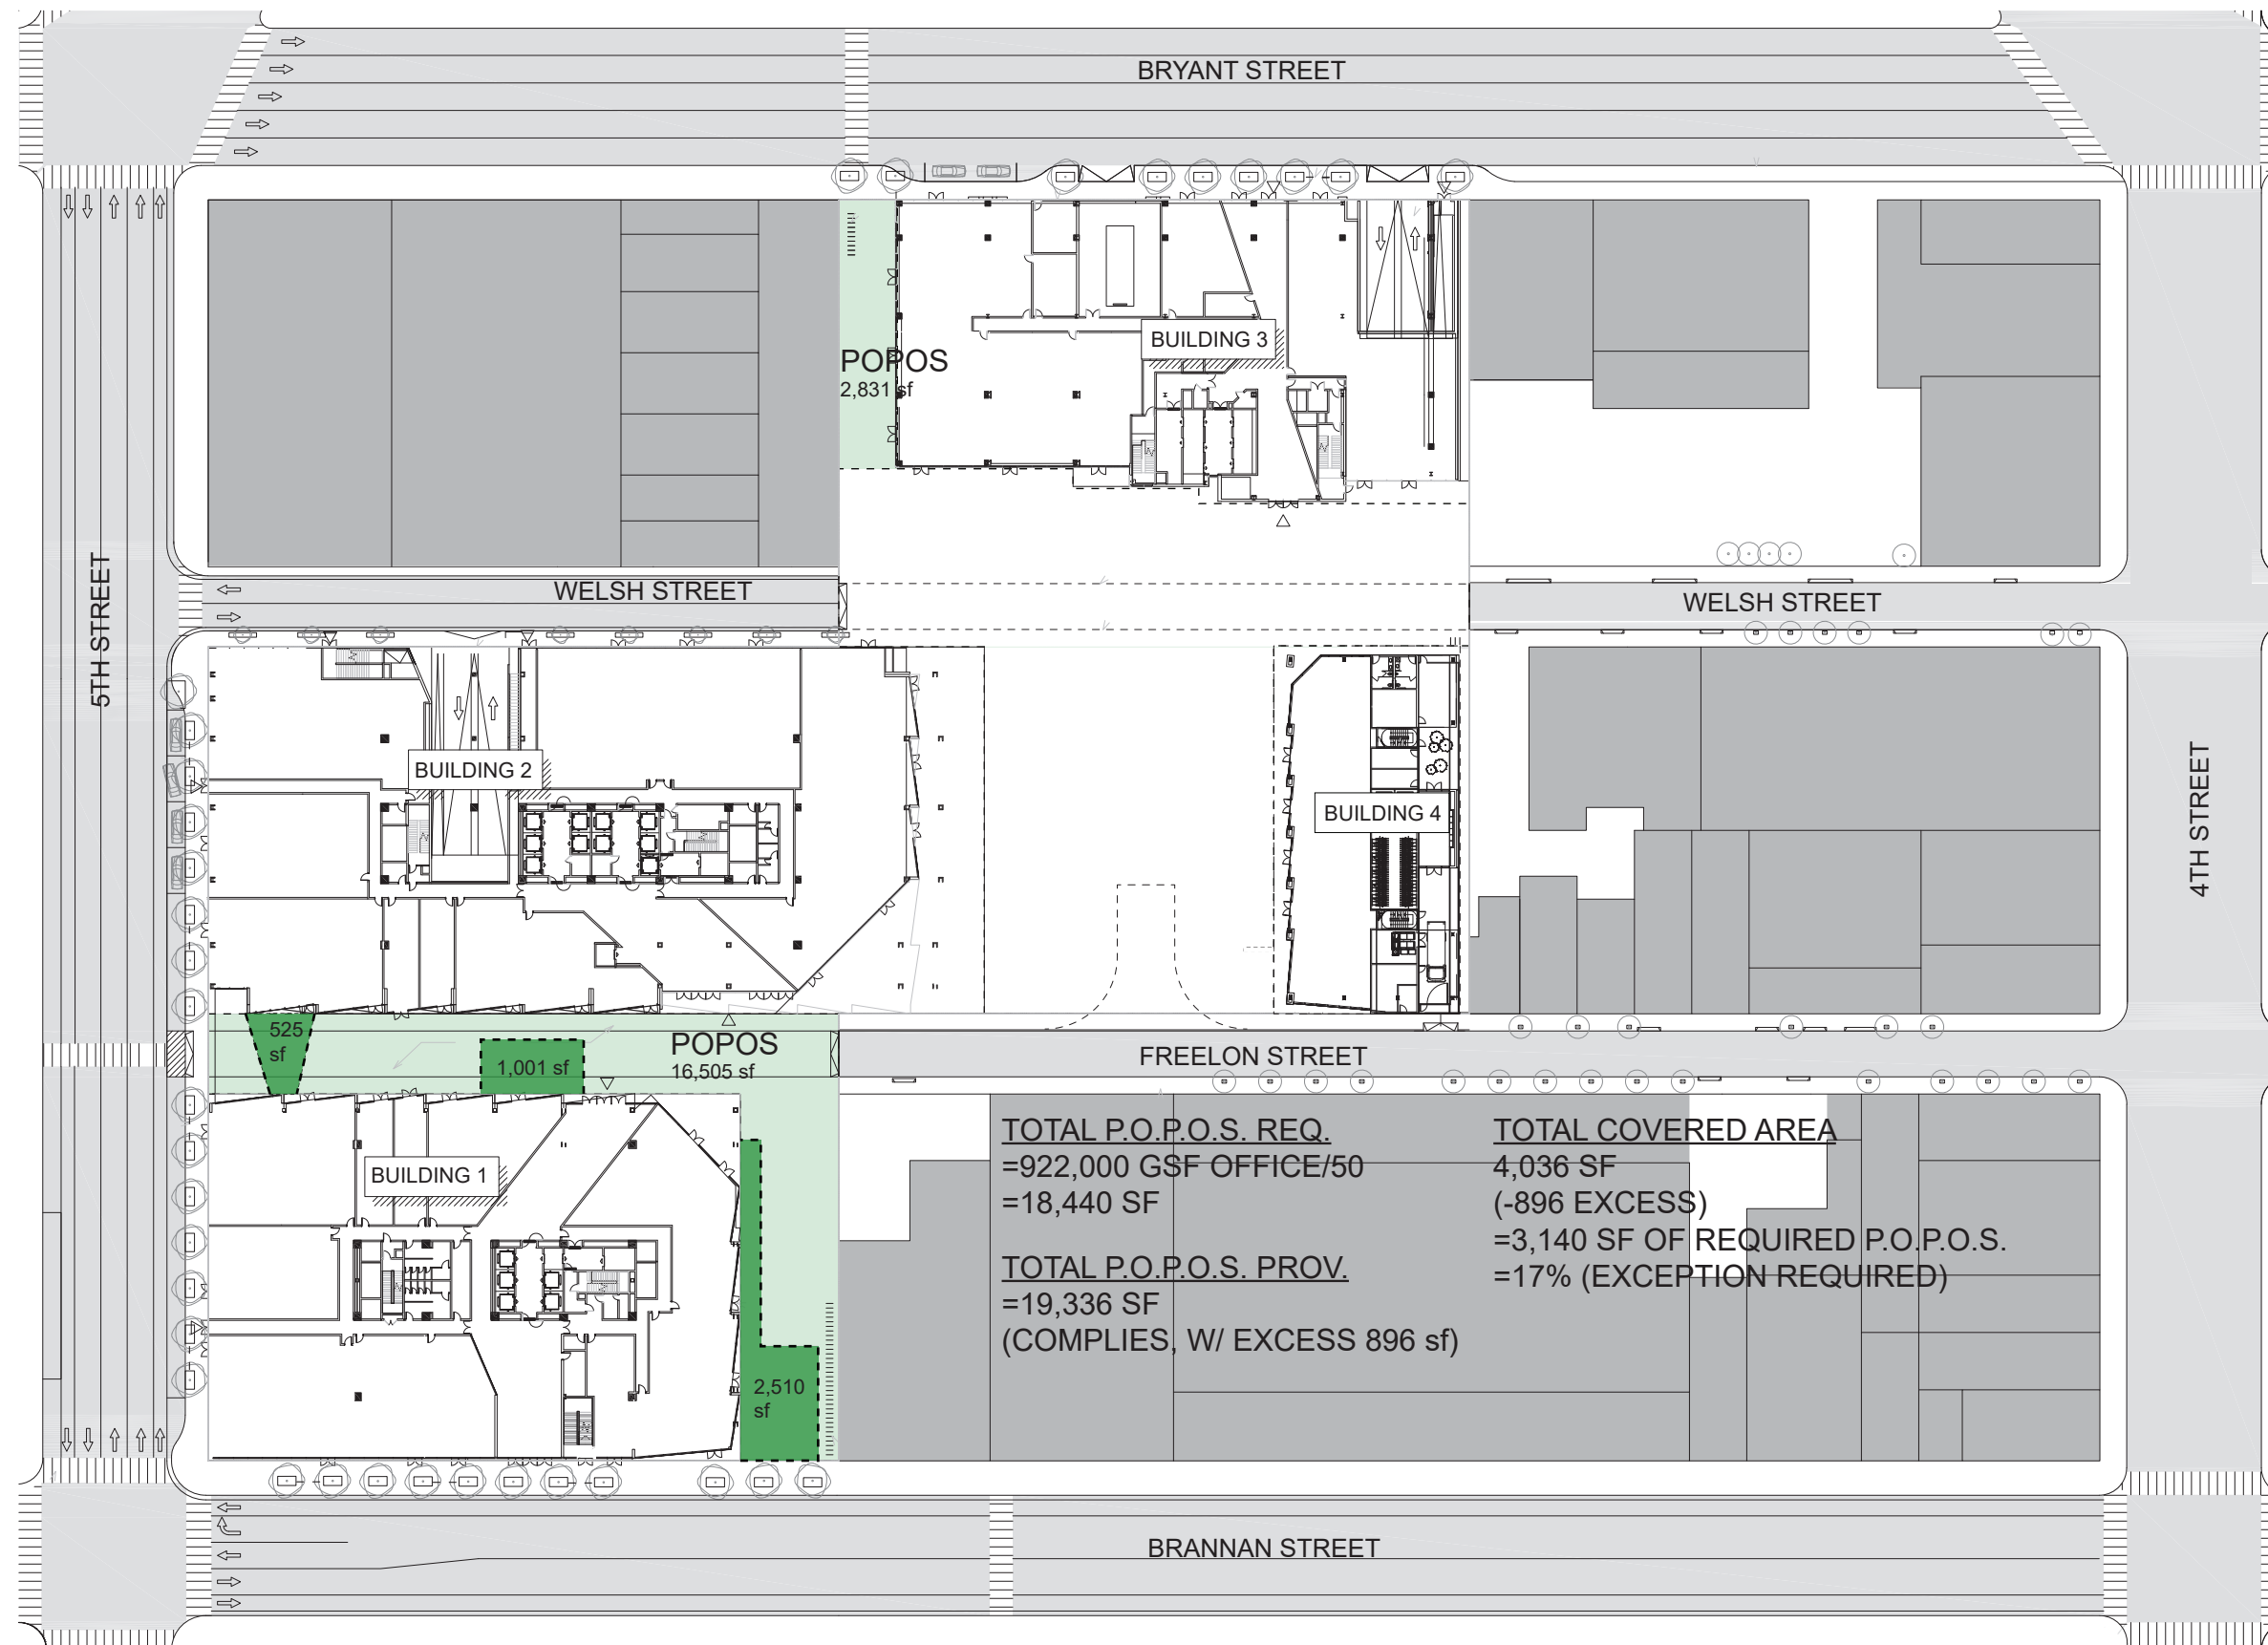 BRYANT STREET
BUILDING 3
POPOS
2,831 sf
5TH STREET
WELSH STREET
WELSH STREET
BUILDING 2
BUILDING 4
4TH STREET
525
sf
1,001 sf
POPOS
16,505 sf
FREELON STREET
BUILDING 1
TOTAL P.O.P.O.S. REQ.
=922,000 GSF OFFICE/50
=18,440 SF
TOTAL P.O.P.O.S. PROV.
=19,336 SF
(COMPLIES, W/ EXCESS 896 sf)
TOTAL COVERED AREA
4,036 SF
(-896 EXCESS)
=3,140 SF OF REQUIRED P.O.P.O.S.
=17% (EXCEPTION REQUIRED)
2,510
sf
BRANNAN STREET